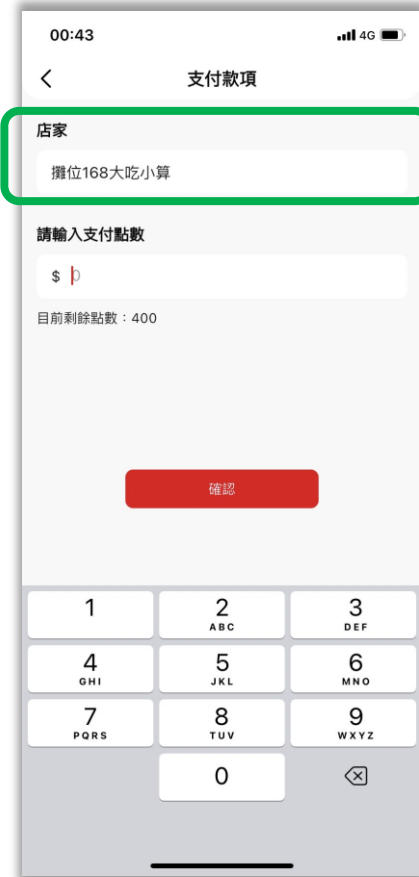 00:43
4G
支付款項
店家
攤位168大吃小算
請輸入支付點數
$ 0
目前剩餘點數：400
確認
1
2
ABC
3
DEF
4
GHI
5
JKL
6
MNO
7
PQRS
8
TUV
9
WXYZ
0